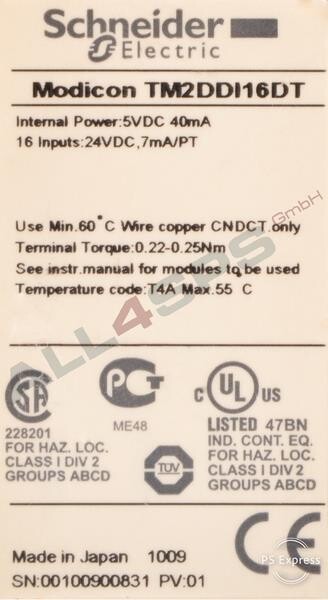 Schneider
Electric
Modicon TM2DDI16DT
Internal Power:5VDC 40mA
16 Inputs:24VDC,7mA/PT
Use Min.60°C Wire copper CNDCT.only
Terminal Torque:0.22-0.25Nm
See instr.manual for modules to be used
Temperature code:T4A Max.55 C
ALL4SPS GmbH
SA
228201
FOR HAZ. LOC.
CLASS I DIV 2
GROUPS ABCD
PCT
ME48
TÜV
C UL US
LISTED 47BN
IND. CONT. EQ.
FOR HAZ. LOC.
CLASS I DIV 2
GROUPS ABCD
CE
Made in Japan 1009
SN:00100900831 PV:01
PS Express